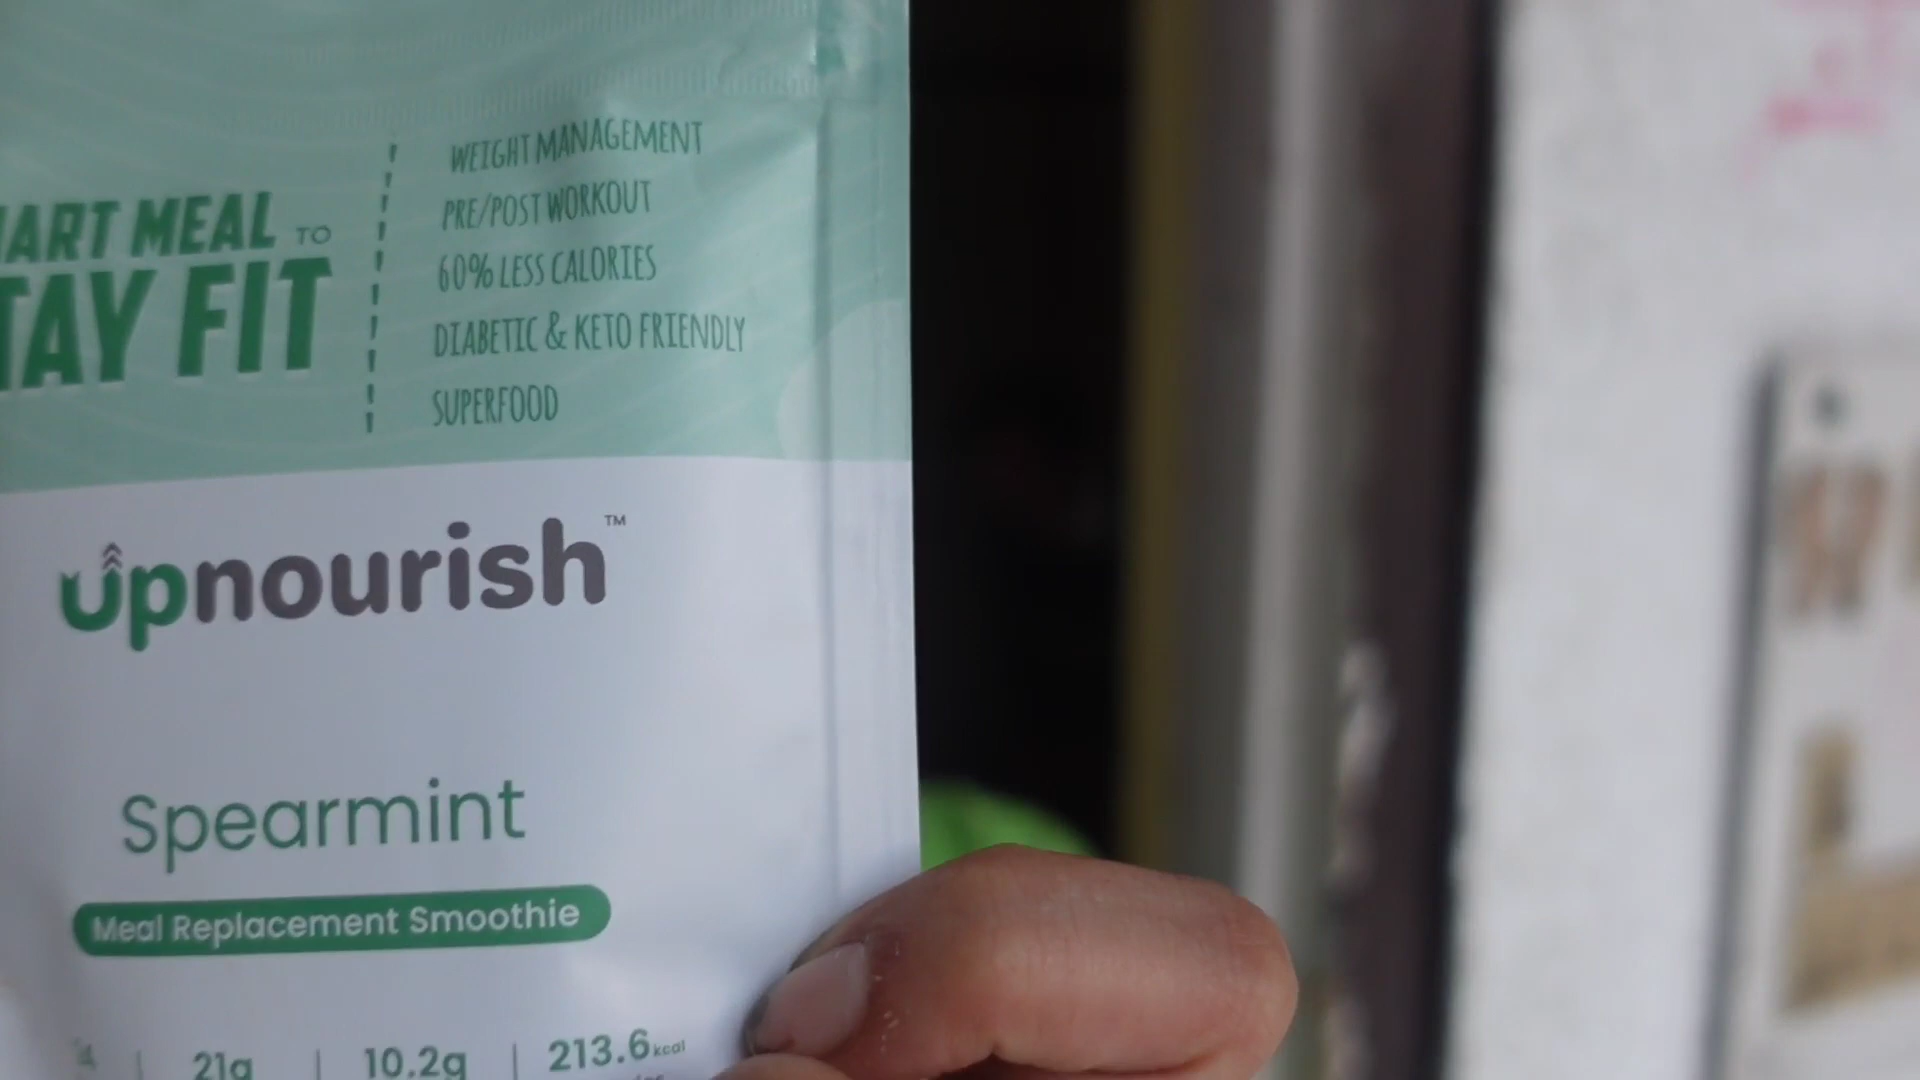 ART MEAL TO
TAY FIT
WEIGHT MANAGEMENT
PRE/POST WORKOUT
60% LESS CALORIES
DIABETIC & KETO FRIENDLY
SUPERFOOD
upnourish™
Spearmint
Meal Replacement Smoothie
21g | 10.2g | 213.6kcal